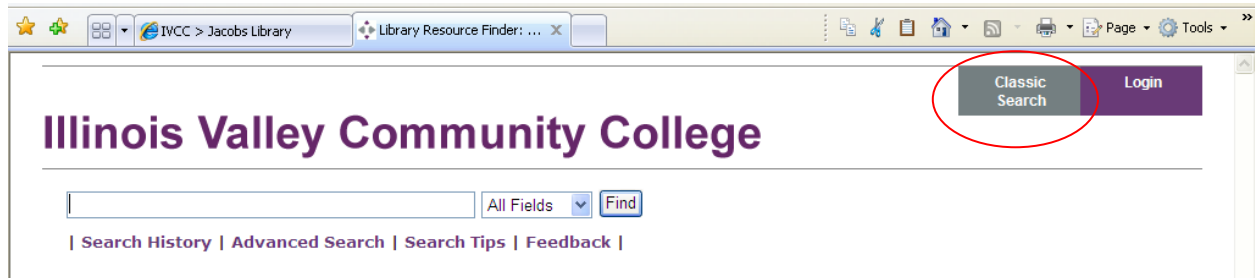 IVCC > Jacobs Library
Library Resource Finder: ...
Page
Tools
Classic
Search
Login
Illinois Valley Community College
All Fields
Find
| Search History | Advanced Search | Search Tips | Feedback |